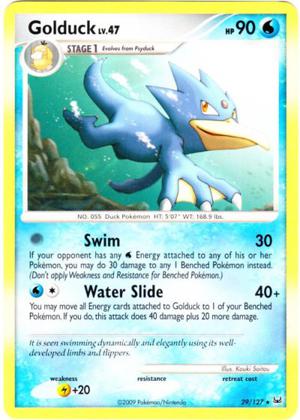 Golduck LV.47 HP 90
STAGE 1 Evolves from Psyduck
NO. 055 Duck Pokémon HT: 5'07" WT: 168.9 lbs.
Swim 30
If your opponent has any Energy attached to any of his or her
Pokémon, you may do 30 damage to any 1 Benched Pokémon instead.
(Don't apply Weakness and Resistance for Benched Pokémon.)
Water Slide 40+
You may move all Energy cards attached to Golduck to 1 of your Benched
Pokémon. If you do, this attack does 40 damage plus 20 more damage.
It is seen swimming dynamically and elegantly using its well-
developed limbs and flippers.
Illus. Kouki Saitou
weakness resistance retreat cost
+20
©2009 Pokémon/Nintendo 29/127